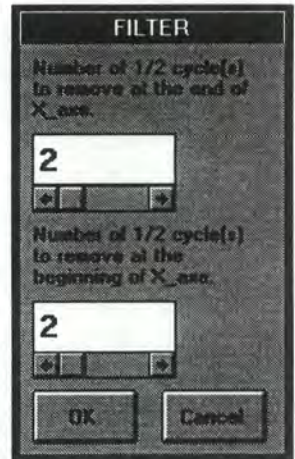 FILTER
Number of 1/2 cycle(s)
to remove at the end of
X_axe.
2
Number of 1/2 cycle(s)
to remove at the
beginning of X_axe.
2
OK
Cancel